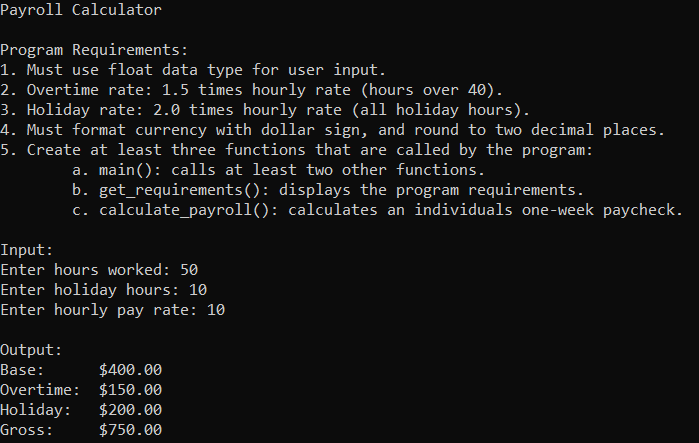 Payroll Calculator
Program Requirements:
1. Must use float data type for user input.
2. Overtime rate: 1.5 times hourly rate (hours over 40).
3. Holiday rate: 2.0 times hourly rate (all holiday hours).
4. Must format currency with dollar sign, and round to two decimal places.
5. Create at least three functions that are called by the program:
a. main(): calls at least two other functions.
b. get_requirements(): displays the program requirements.
c. calculate_payroll(): calculates an individuals one-week paycheck.
Input:
Enter hours worked: 50
Enter holiday hours: 10
Enter hourly pay rate: 10
Output:
Base: $400.00
Overtime: $150.00
Holiday: $200.00
Gross: $750.00